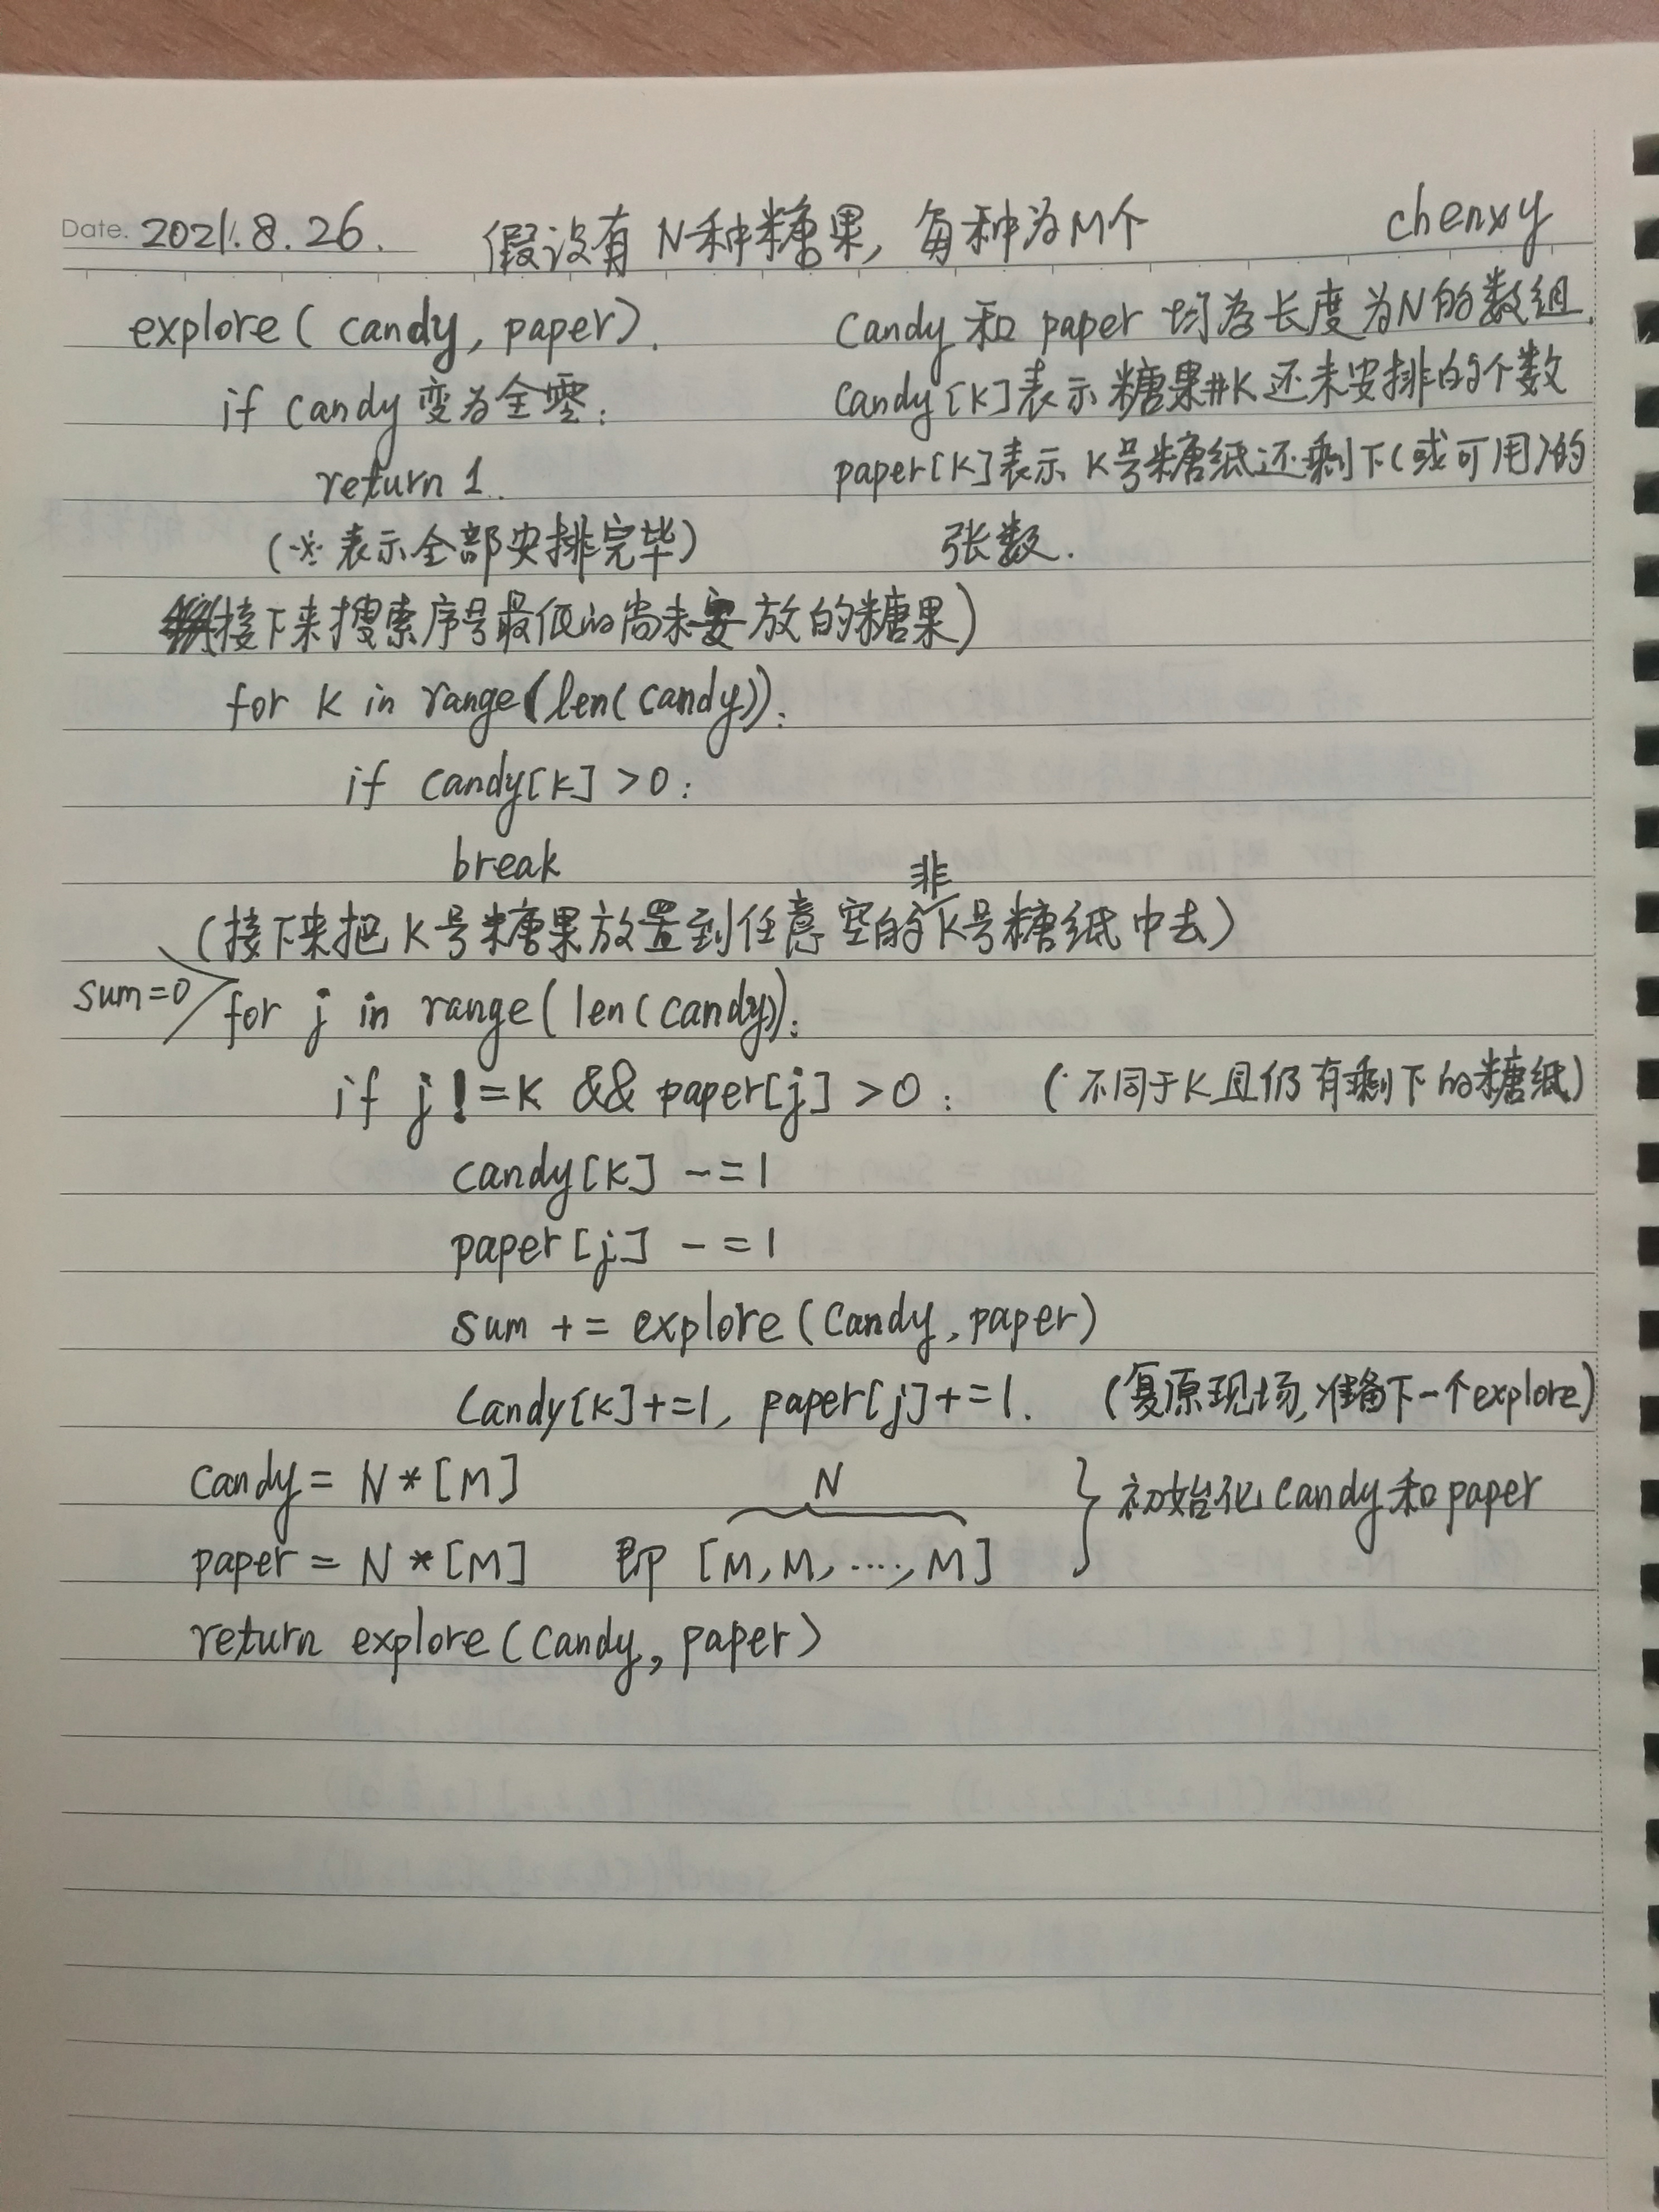 Date. 2021.8.26. 假设有N种糖果,每种为M个 chenxy
explore( candy, paper). Candy 和 paper 均为长度为N的数组.
if candy变为全零: Candy[K]表示糖果#K还未安排的个数
return 1. paper[K]表示K号糖纸还剩下(或可用)的
(※表示全部安排完毕) 张数.
接下来搜索序号最低的尚未安放的糖果)
for K in range(len(candy)):
if candy[K] >0:
break
(接下来把K号糖果放置到任意空的非K号糖纸中去)
sum=0
for j in range(len(candy)):
if j!=K && paper[j] >0: (不同于K且仍有剩下的糖纸)
candy[K] -=1
paper[j] -=1
sum += explore(Candy,paper)
Candy[K]+=1, paper[j]+=1. (复原现场,准备下一个explore)
Candy= N*[M] N } 初始化candy和paper
paper = N*[M] 即 [M,M,....,M]
return explore(Candy, paper)